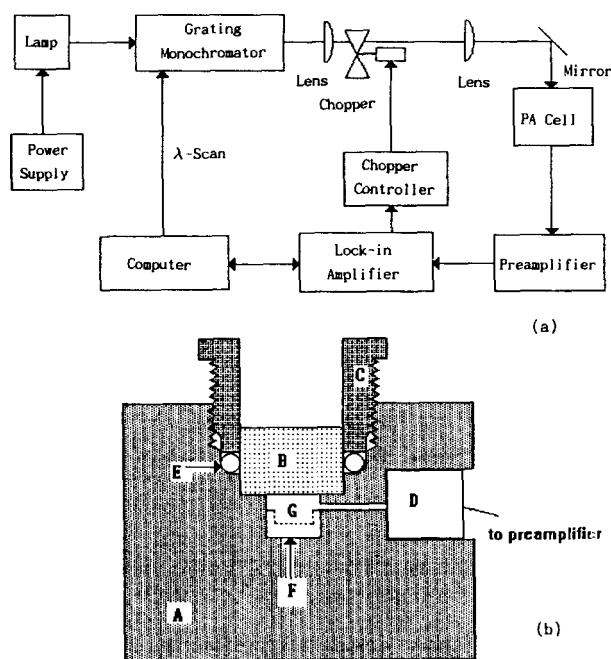 Lamp
Grating
Monochromator
Lens
Chopper
Lens
Mirror
PA Cell
Power
Supply
λ-Scan
Chopper
Controller
Computer
Lock-in
Amplifier
Preamplifier
(a)
C
B
E
G
D
to preamplifier
F
A
(b)